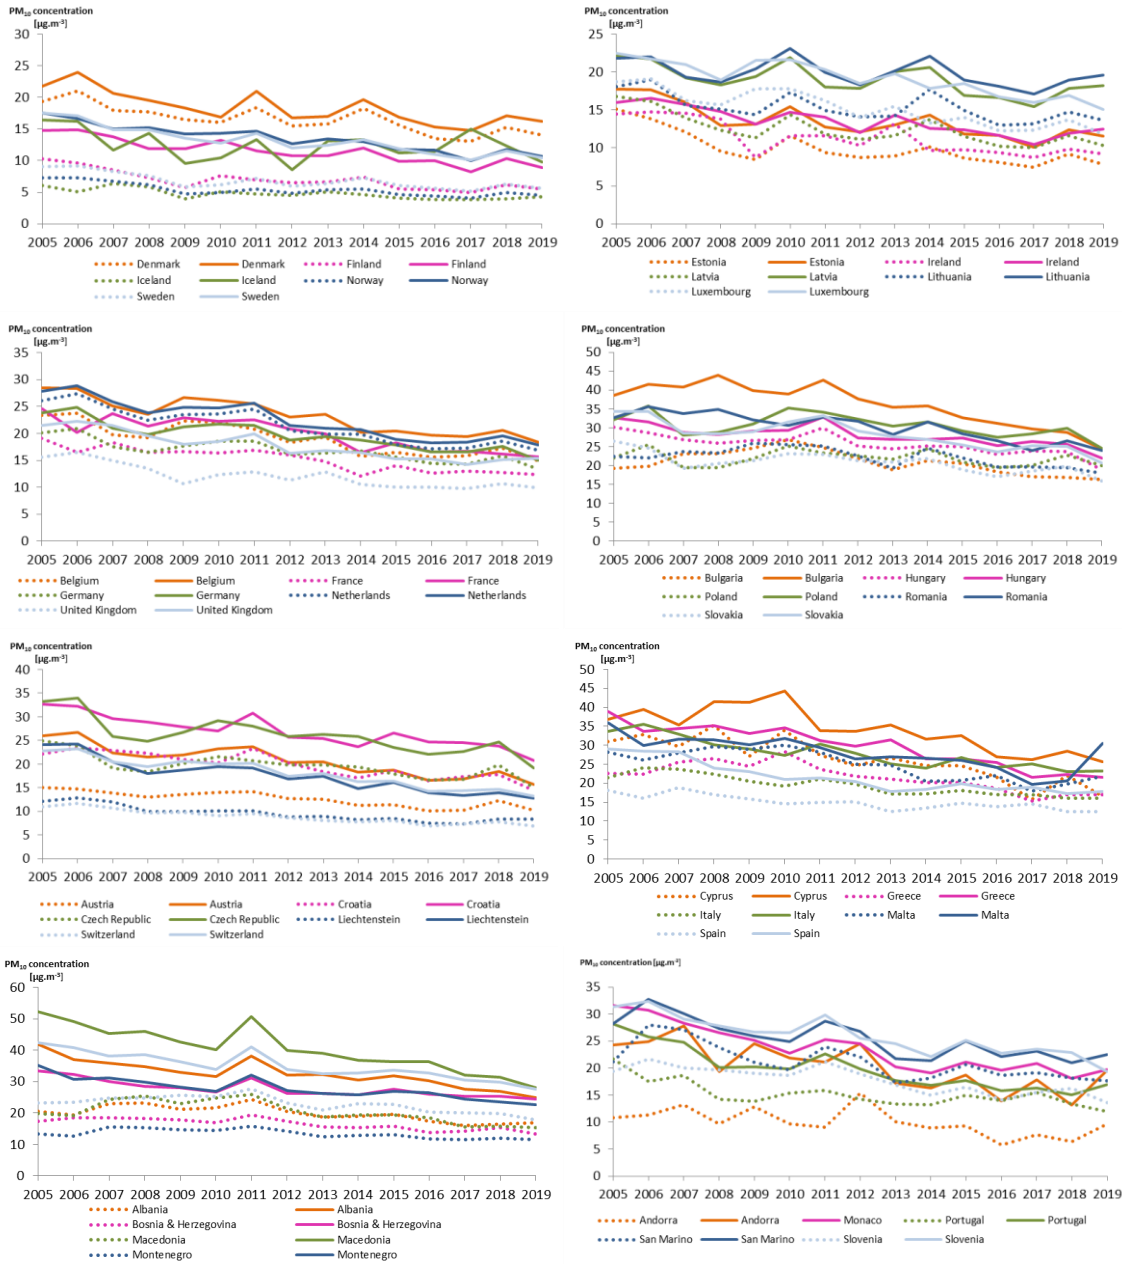 PM10 concentration
[µg.m-3]
30
25
20
15
10
5
0
2005 2006 2007 2008 2009 2010 2011 2012 2013 2014 2015 2016 2017 2018 2019
Denmark Denmark Finland Finland
Iceland Iceland Norway Norway
Sweden Sweden
PM10 concentration
[µg.m-3]
25
20
15
10
5
0
2005 2006 2007 2008 2009 2010 2011 2012 2013 2014 2015 2016 2017 2018 2019
Estonia Estonia Ireland Ireland
Latvia Latvia Lithuania Lithuania
Luxembourg Luxembourg
PM10 concentration
[µg.m-3]
35
30
25
20
15
10
5
0
2005 2006 2007 2008 2009 2010 2011 2012 2013 2014 2015 2016 2017 2018 2019
Belgium Belgium France France
Germany Germany Netherlands Netherlands
United Kingdom United Kingdom
PM10 concentration
[µg.m-3]
50
45
40
35
30
25
20
15
10
5
0
2005 2006 2007 2008 2009 2010 2011 2012 2013 2014 2015 2016 2017 2018 2019
Bulgaria Bulgaria Hungary Hungary
Poland Poland Romania Romania
Slovakia Slovakia
PM10 concentration
[µg.m-3]
40
35
30
25
20
15
10
5
0
2005 2006 2007 2008 2009 2010 2011 2012 2013 2014 2015 2016 2017 2018 2019
Austria Austria Croatia Croatia
Czech Republic Czech Republic Liechtenstein Liechtenstein
Switzerland Switzerland
PM10 concentration
[µg.m-3]
50
45
40
35
30
25
20
15
10
5
0
2005 2006 2007 2008 2009 2010 2011 2012 2013 2014 2015 2016 2017 2018 2019
Cyprus Cyprus Greece Greece
Italy Italy Malta Malta
Spain Spain
PM10 concentration
[µg.m-3]
60
50
40
30
20
10
0
2005 2006 2007 2008 2009 2010 2011 2012 2013 2014 2015 2016 2017 2018 2019
Albania Albania
Bosnia & Herzegovina Bosnia & Herzegovina
Macedonia Macedonia
Montenegro Montenegro
PM10 concentration [µg.m-3]
35
30
25
20
15
10
5
0
2005 2006 2007 2008 2009 2010 2011 2012 2013 2014 2015 2016 2017 2018 2019
Andorra Andorra Monaco Portugal Portugal
San Marino San Marino Slovenia Slovenia